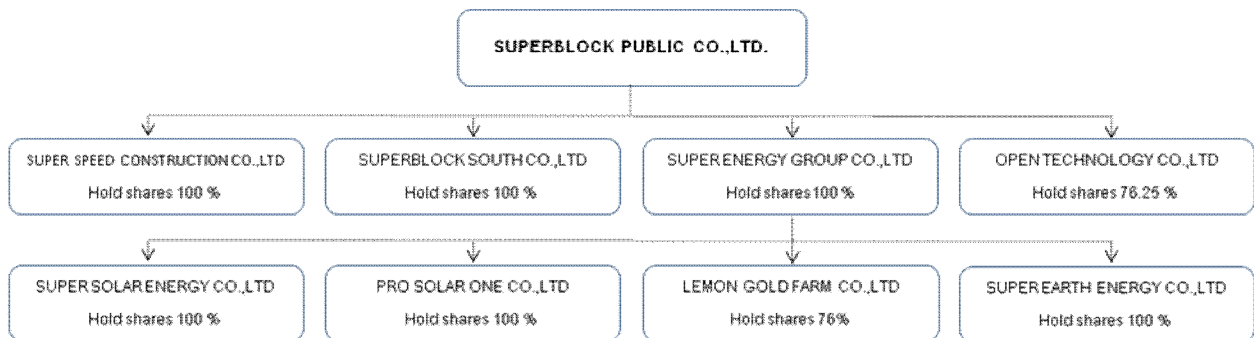 SUPERBLOCK PUBLIC CO.,LTD.
SUPER SPEED CONSTRUCTION CO.,LTD
Hold shares 100 %
SUPERBLOCK SOUTH CO.,LTD
Hold shares 100 %
SUPER ENERGY GROUP CO.,LTD
Hold shares 100 %
OPEN TECHNOLOGY CO.,LTD
Hold shares 76.25 %
SUPER SOLAR ENERGY CO.,LTD
Hold shares 100 %
PRO SOLAR ONE CO.,LTD
Hold shares 100 %
LEMON GOLD FARM CO.,LTD
Hold shares 76%
SUPER EARTH ENERGY CO.,LTD
Hold shares 100 %